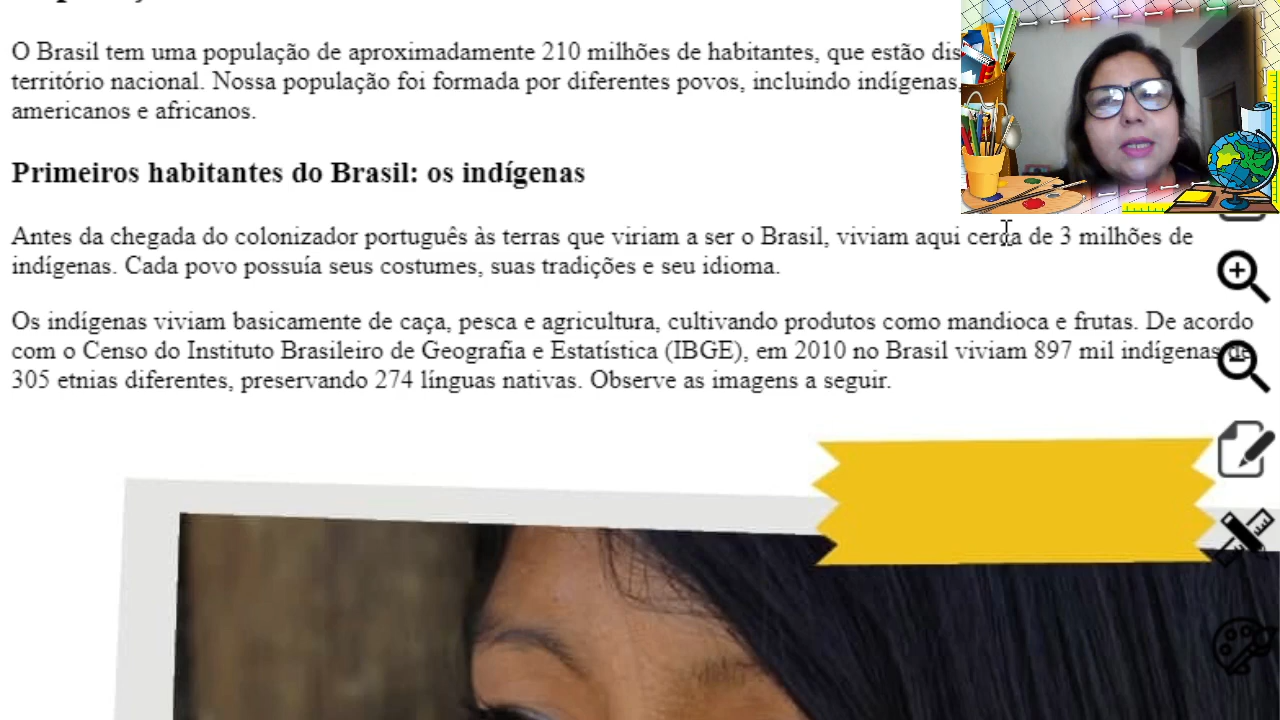 O Brasil tem uma população de aproximadamente 210 milhões de habitantes, que estão
território nacional. Nossa população foi formada por diferentes povos, incluindo indígenas,
americanos e africanos.
Primeiros habitantes do Brasil: os indígenas
Antes da chegada do colonizador português às terras que viriam a ser o Brasil, viviam aqui cerca de 3 milhões de
indígenas. Cada povo possuía seus costumes, suas tradições e seu idioma.
Os indígenas viviam basicamente de caça, pesca e agricultura, cultivando produtos como mandioca e frutas. De acordo
com o Censo do Instituto Brasileiro de Geografia e Estatística (IBGE), em 2010 no Brasil viviam 897 mil indígenas de
305 etnias diferentes, preservando 274 línguas nativas. Observe as imagens a seguir.